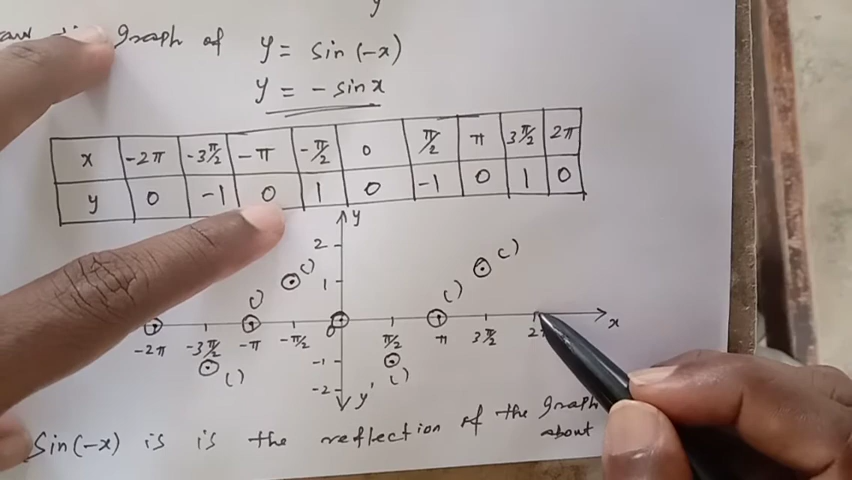 y
graph of y = sin(-x)
y = - sinx
x -2π -3π/2 -π -π/2 0 π/2 π 3π/2 2π
y 0 -1 0 1 0 -1 0 1 0
y
2
( )
( )
1
( )
( )
0
x
-2π -3π/2 -π -π/2 π/2 π 3π/2 2
-1
( )
( )
-2
y'
Sin(-x) is is the reflection of the graph
about